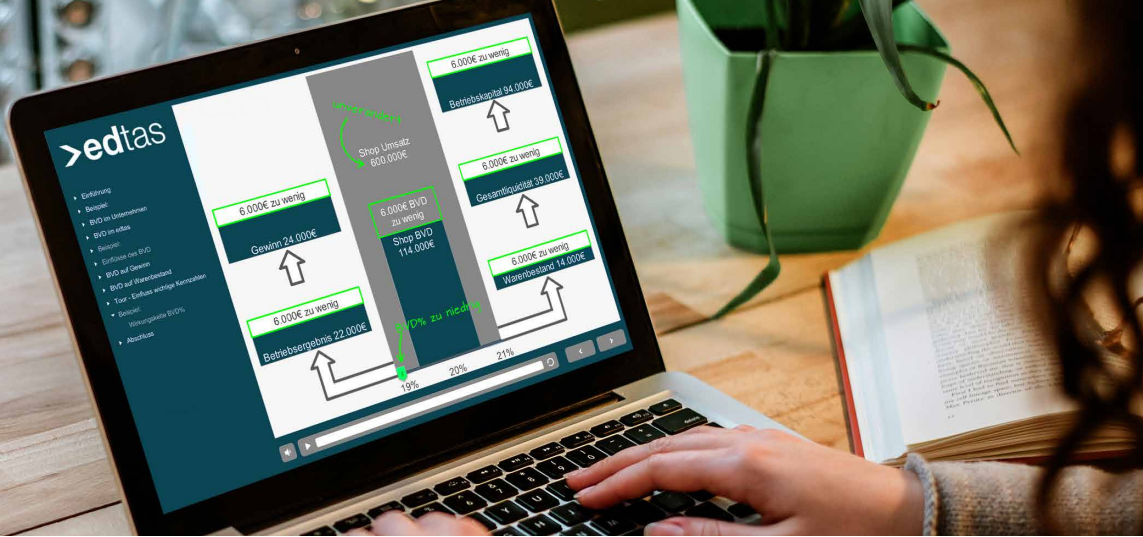 >edtas
Einführung
Beispiel:
BVD im Unternehmen
BVD im edtas
Beispiel:
Einflüsse des BVD
BVD auf Gewinn
BVD auf Warenbestand
Tour - Einfluss wichtige Kennzahlen
Beispiel:
Wirkungskette BVD%
Abschluss
6.000€ zu wenig
Gewinn 24.000€
6.000€ zu wenig
Betriebsergebnis 22.000€
unverändert
Shop Umsatz
600.000€
6.000€ BVD
zu wenig
Shop BVD
114.000€
BVD% zu niedrig
19%
20%
21%
6.000€ zu wenig
Betriebskapital 94.000€
6.000€ zu wenig
Gesamtliquidität 39.000€
6.000€ zu wenig
Warenbestand 14.000€